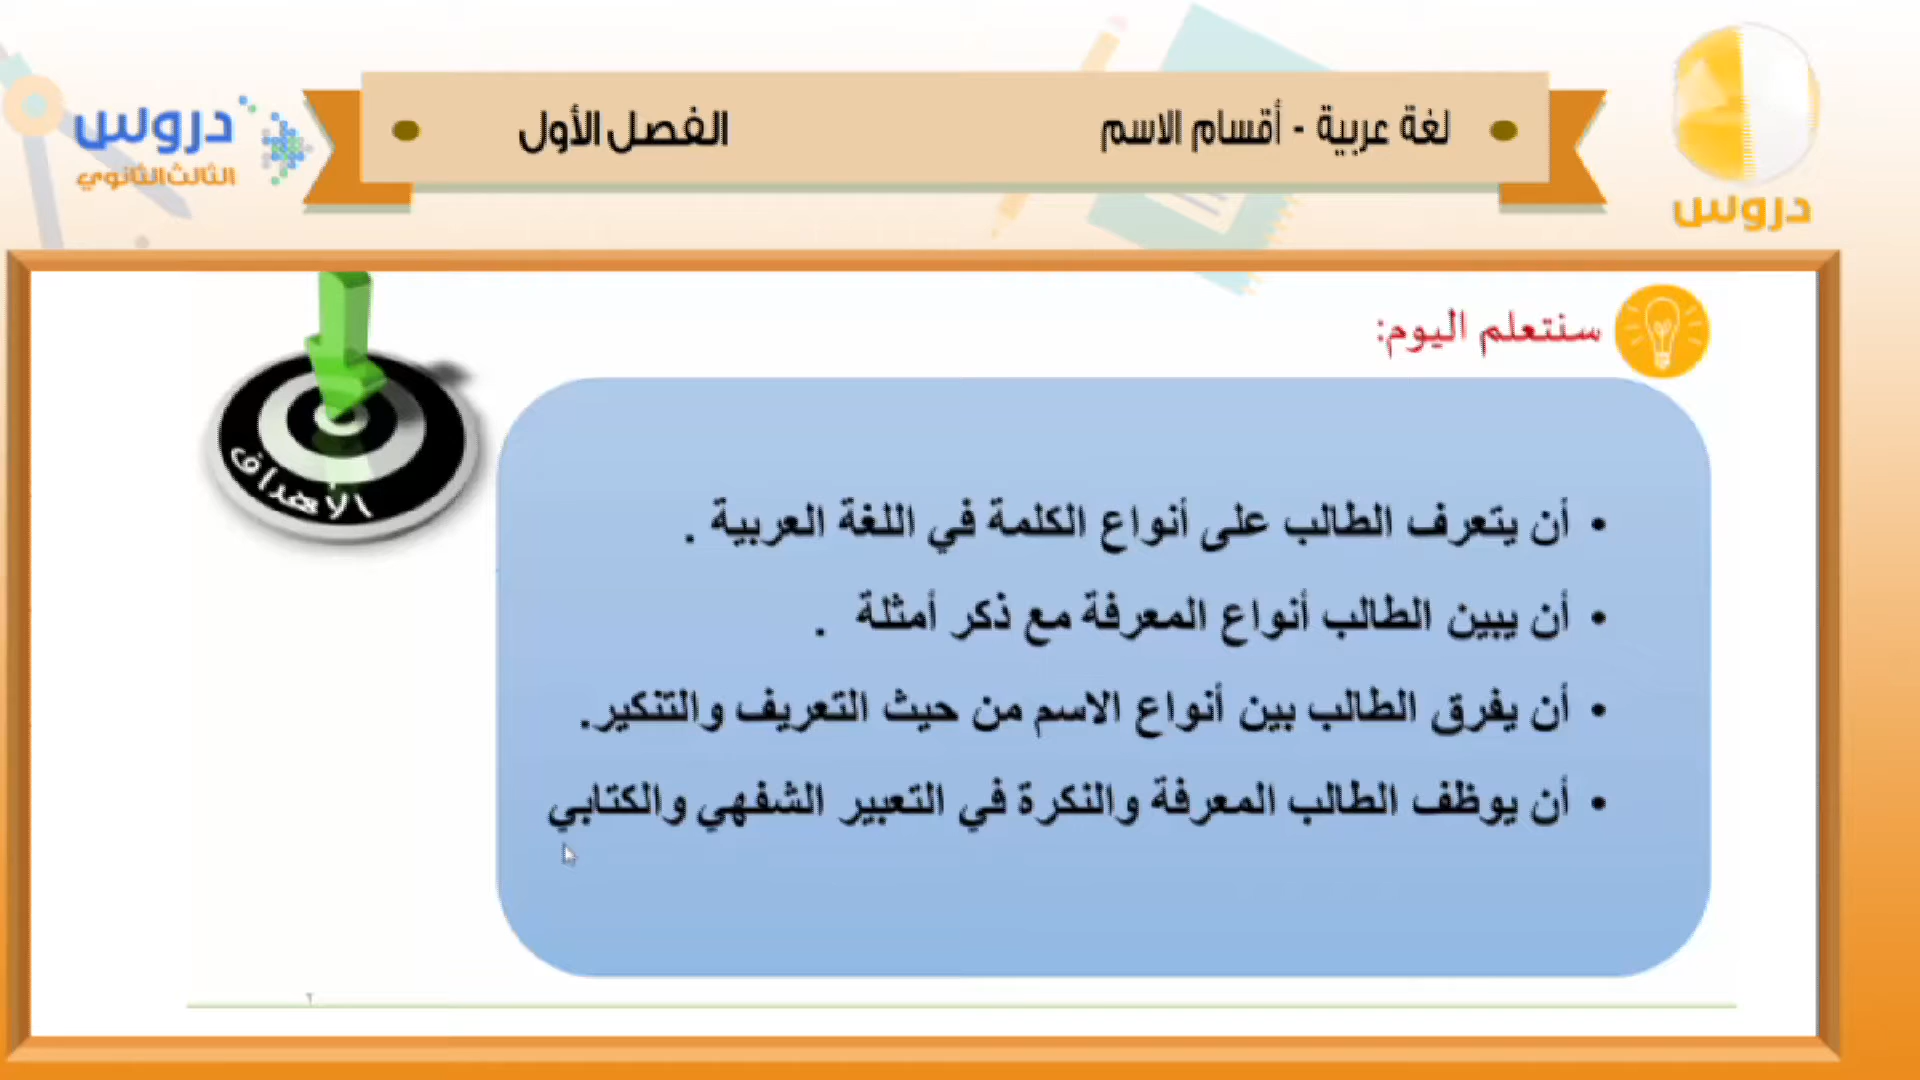 لغة عربية - أقسام الاسم
الفصل الأول
دروس
دروس
الثالث الثانوي
سنتعلم اليوم:
الأهداف
• أن يتعرف الطالب على أنواع الكلمة في اللغة العربية .
• أن يبين الطالب أنواع المعرفة مع ذكر أمثلة .
• أن يفرق الطالب بين أنواع الاسم من حيث التعريف والتنكير.
• أن يوظف الطالب المعرفة والنكرة في التعبير الشفهي والكتابي
٢